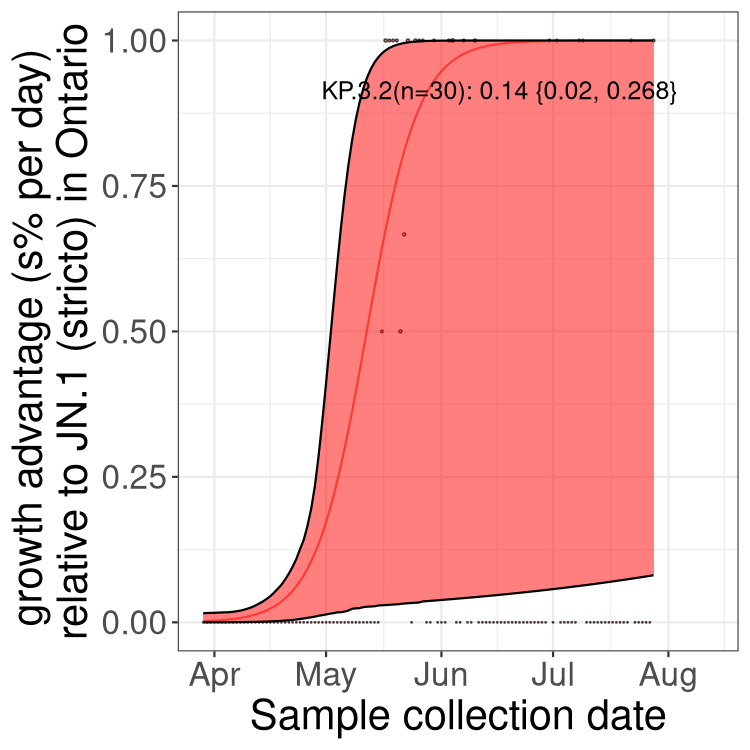 growth advantage (s% per day)
relative to JN.1 (stricto) in Ontario
1.00
0.75
0.50
0.25
0.00
KP.3.2(n=30): 0.14 {0.02, 0.268}
Apr May Jun Jul Aug
Sample collection date